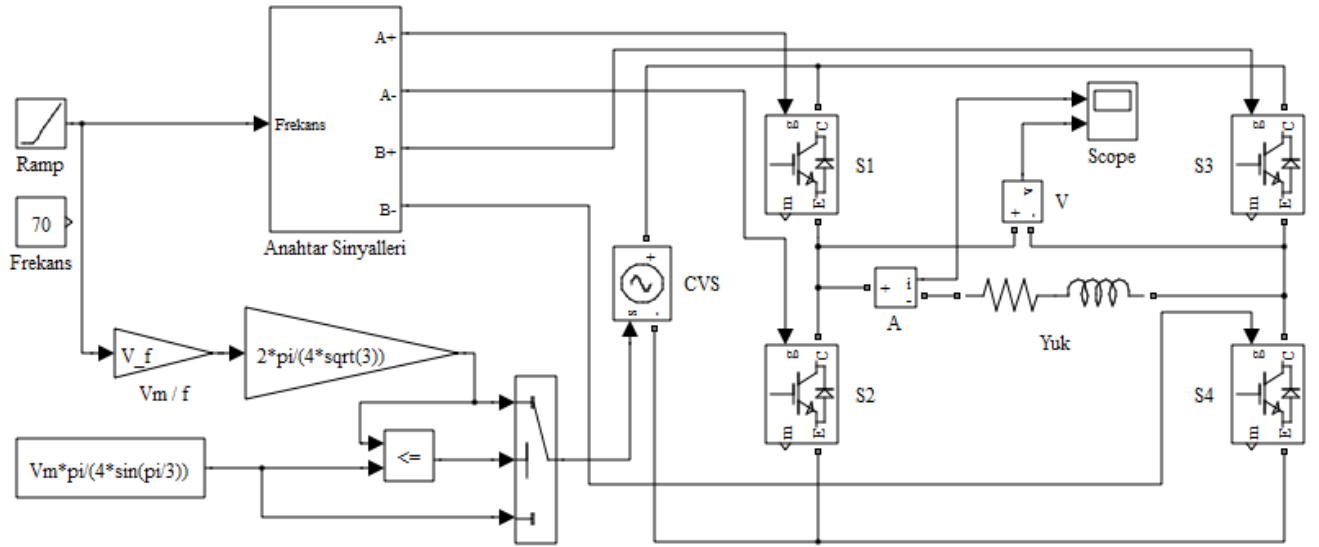 A+
A-
B+
B-
Frekans
Anahtar Sinyalleri
Ramp
70
Frekans
V_f
Vm / f
2*pi/(4*sqrt(3))
Vm*pi/(4*sin(pi/3))
<=
+
s
-
CVS
g
C
m
E
S1
g
C
m
E
S2
Scope
v
+
-
V
+
i
-
A
Yuk
g
C
m
E
S3
g
C
m
E
S4